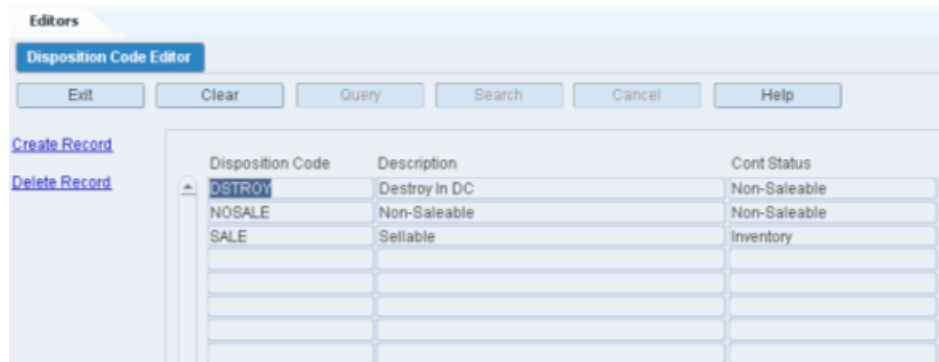 Editors
Disposition Code Editor
Exit Clear Query Search Cancel Help
Create Record
Delete Record
Disposition Code Description Cont Status
DSTROY Destroy In DC Non-Saleable
NOSALE Non-Saleable Non-Saleable
SALE Sellable Inventory